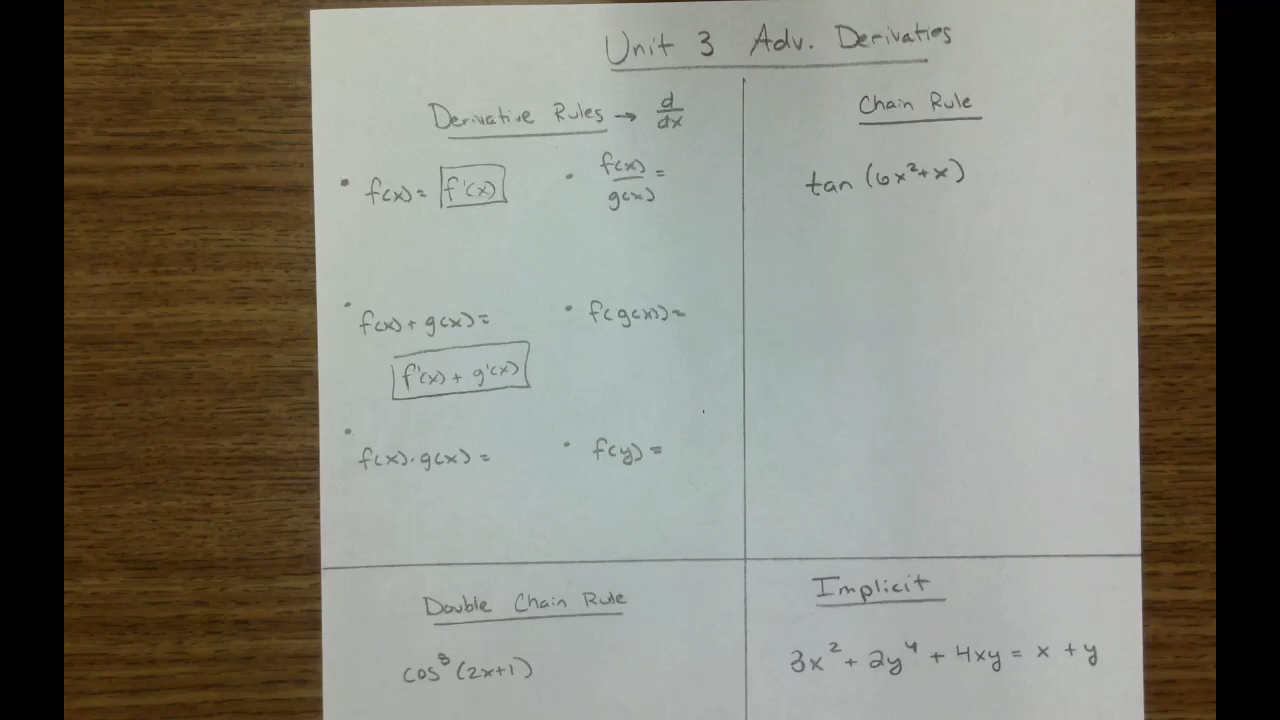 Unit 3 Adv. Derivaties
Derivative Rules → d/dx
• f(x) = f'(x)
• f(x)/g(x) =
• f(x) + g(x) =
f'(x) + g'(x)
• f(g(x)) =
• f(x) · g(x) =
• f(y) =
Chain Rule
tan (6x²+x)
Double Chain Rule
cos³ (2x+1)
Implicit
3x² + 2y⁴ + 4xy = x + y